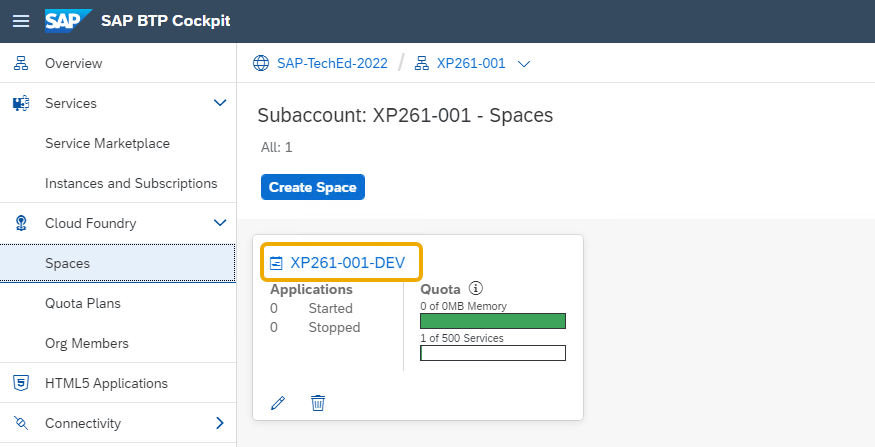 SAP SAP BTP Cockpit
Overview
Services
Service Marketplace
Instances and Subscriptions
Cloud Foundry
Spaces
Quota Plans
Org Members
5 HTML5 Applications
Connectivity
SAP-TechEd-2022 / XP261-001
Subaccount: XP261-001 - Spaces
All: 1
Create Space
XP261-001-DEV
Applications
0 Started
0 Stopped
Quota
0 of 0MB Memory
1 of 500 Services